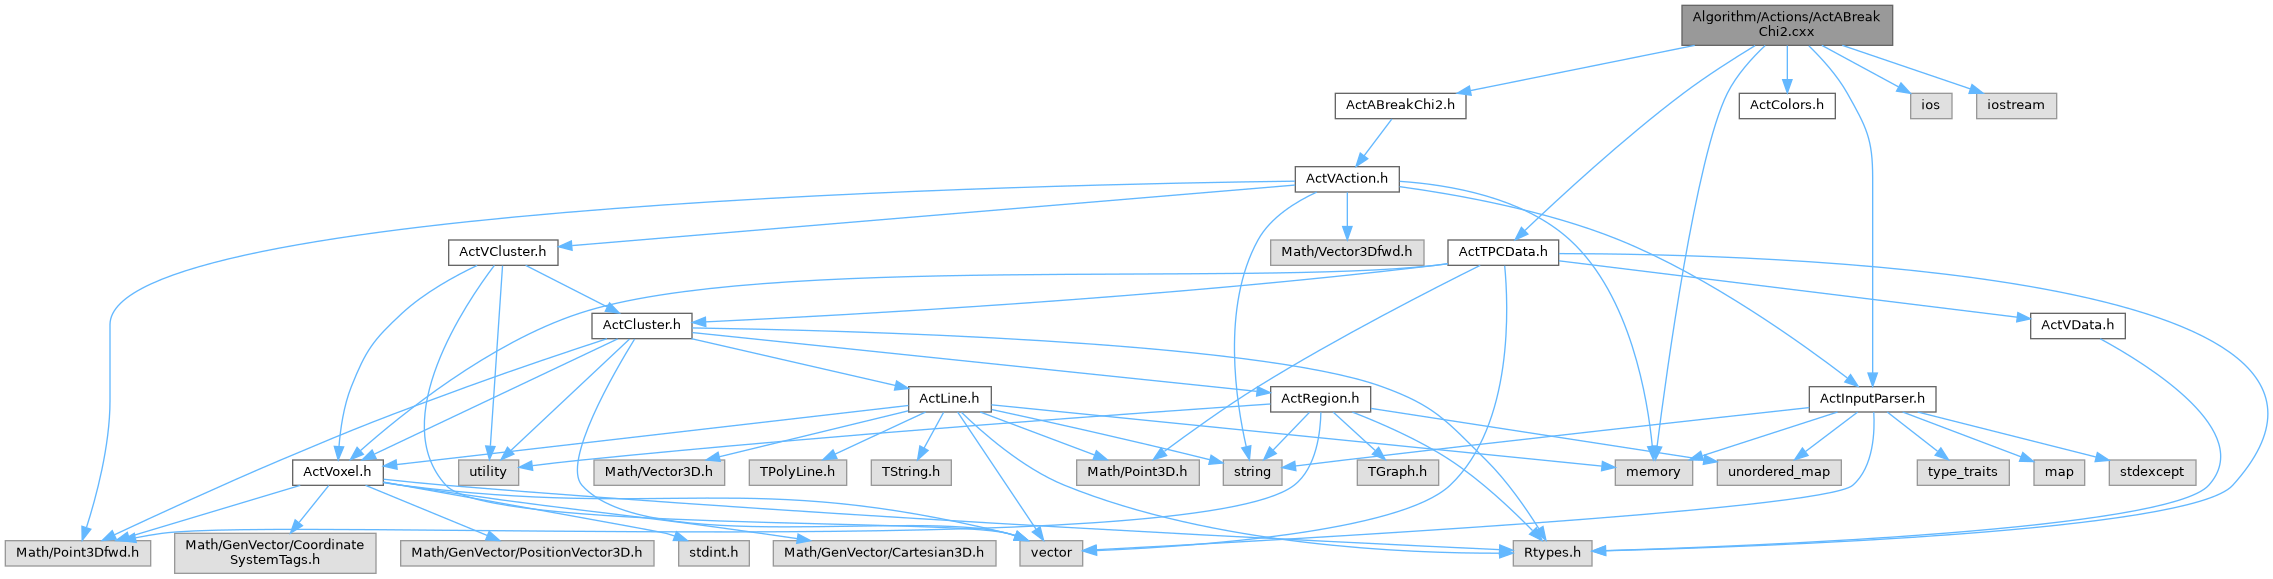 Algorithm/Actions/ActABreak
Chi2.cxx
ActABreakChi2.h
ActColors.h
ios
iostream
ActVAction.h
ActVCluster.h
Math/Vector3Dfwd.h
ActTPCData.h
ActCluster.h
ActVData.h
ActLine.h
ActRegion.h
ActInputParser.h
ActVoxel.h
utility
Math/Vector3D.h
TPolyLine.h
TString.h
Math/Point3D.h
string
TGraph.h
memory
unordered_map
type_traits
map
stdexcept
Math/Point3Dfwd.h
Math/GenVector/Coordinate
SystemTags.h
Math/GenVector/PositionVector3D.h
stdint.h
Math/GenVector/Cartesian3D.h
vector
Rtypes.h